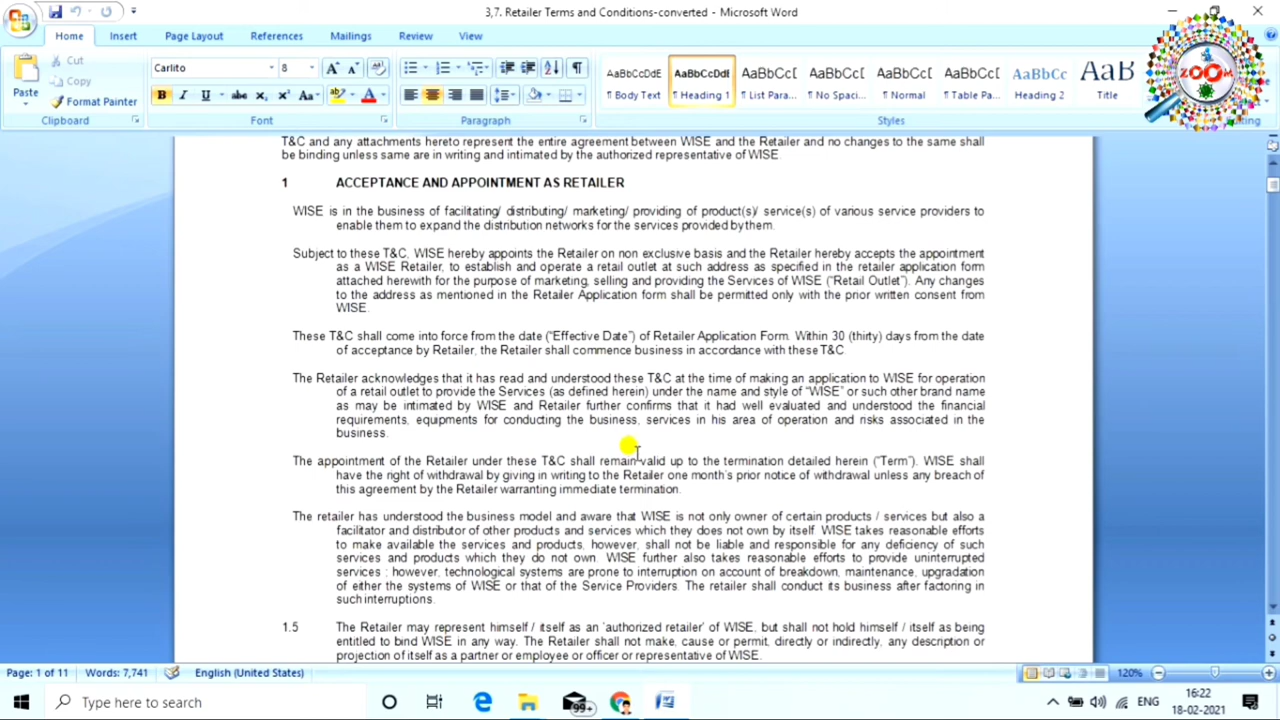 3,7. Retailer Terms and Conditions-converted - Microsoft Word
Home Insert Page Layout References Mailings Review View
Paste
Cut
Copy
Format Painter
Carlito 8
AaBbCcDdE AaBbCcDdI AaBbCcI AaBbCcI AaBbCcI AaBbCcI AaBbCc AaB
¶ Body Text ¶ Heading 1 ¶ List Para... ¶ No Spaci... ¶ Normal ¶ Table Pa... ¶ Heading 2 ¶ Title
ZOOM
Clipboard Font Paragraph Styles
T&C and any attachments hereto represent the entire agreement between WISE and the Retailer and no changes to the same shall
be binding unless same are in writing and intimated by the authorized representative of WISE.
1 ACCEPTANCE AND APPOINTMENT AS RETAILER
WISE is in the business of facilitating/ distributing/ marketing/ providing of product(s)/ service(s) of various service providers to
enable them to expand the distribution networks for the services provided by them.
Subject to these T&C, WISE hereby appoints the Retailer on non exclusive basis and the Retailer hereby accepts the appointment
as a WISE Retailer, to establish and operate a retail outlet at such address as specified in the retailer application form
attached herewith for the purpose of marketing, selling and providing the Services of WISE (“Retail Outlet”). Any changes
to the address as mentioned in the Retailer Application form shall be permitted only with the prior written consent from
WISE.
These T&C shall come into force from the date (“Effective Date”) of Retailer Application Form. Within 30 (thirty) days from the date
of acceptance by Retailer, the Retailer shall commence business in accordance with these T&C.
The Retailer acknowledges that it has read and understood these T&C at the time of making an application to WISE for operation
of a retail outlet to provide the Services (as defined herein) under the name and style of “WISE” or such other brand name
as may be intimated by WISE and Retailer further confirms that it had well evaluated and understood the financial
requirements, equipments for conducting the business, services in his area of operation and risks associated in the
business.
The appointment of the Retailer under these T&C shall remain valid up to the termination detailed herein (“Term”). WISE shall
have the right of withdrawal by giving in writing to the Retailer one month's prior notice of withdrawal unless any breach of
this agreement by the Retailer warranting immediate termination.
The retailer has understood the business model and aware that WISE is not only owner of certain products / services but also a
facilitator and distributor of other products and services which they does not own by itself. WISE takes reasonable efforts
to make available the services and products, however, shall not be liable and responsible for any deficiency of such
services and products which they do not own. WISE further also takes reasonable efforts to provide uninterrupted
services ; however, technological systems are prone to interruption on account of breakdown, maintenance, upgradation
of either the systems of WISE or that of the Service Providers. The retailer shall conduct its business after factoring in
such interruptions.
1.5 The Retailer may represent himself / itself as an 'authorized retailer' of WISE, but shall not hold himself / itself as being
entitled to bind WISE in any way. The Retailer shall not make, cause or permit, directly or indirectly, any description or
projection of itself as a partner or employee or officer or representative of WISE.
Page: 1 of 11 Words: 7,741 English (United States) 120%
Type here to search
99+
ENG
16:22
18-02-2021